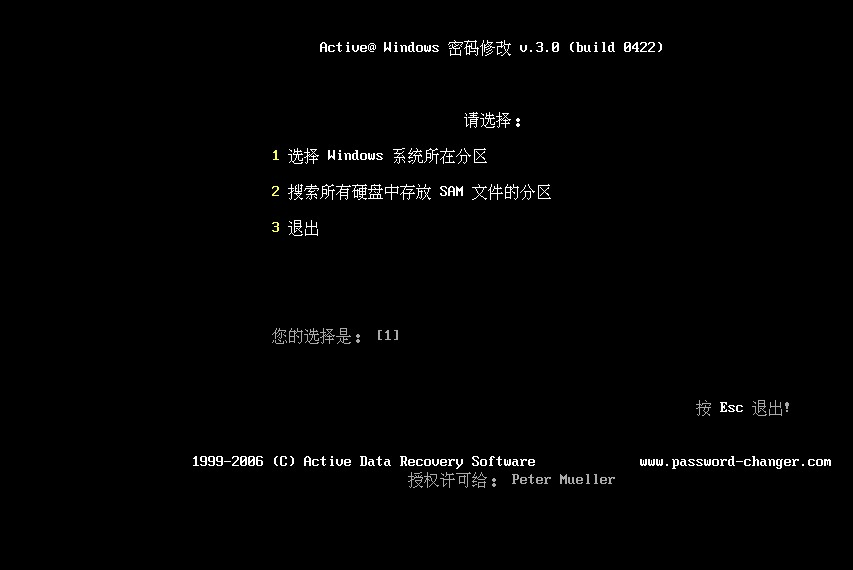 Active@ Windows 密码修改 v.3.0 (build 0422)
请选择:
1 选择 Windows 系统所在分区
2 搜索所有硬盘中存放 SAM 文件的分区
3 退出
您的选择是: [1]
按 Esc 退出!
1999-2006 (C) Active Data Recovery Software www.password-changer.com
授权许可给: Peter Mueller